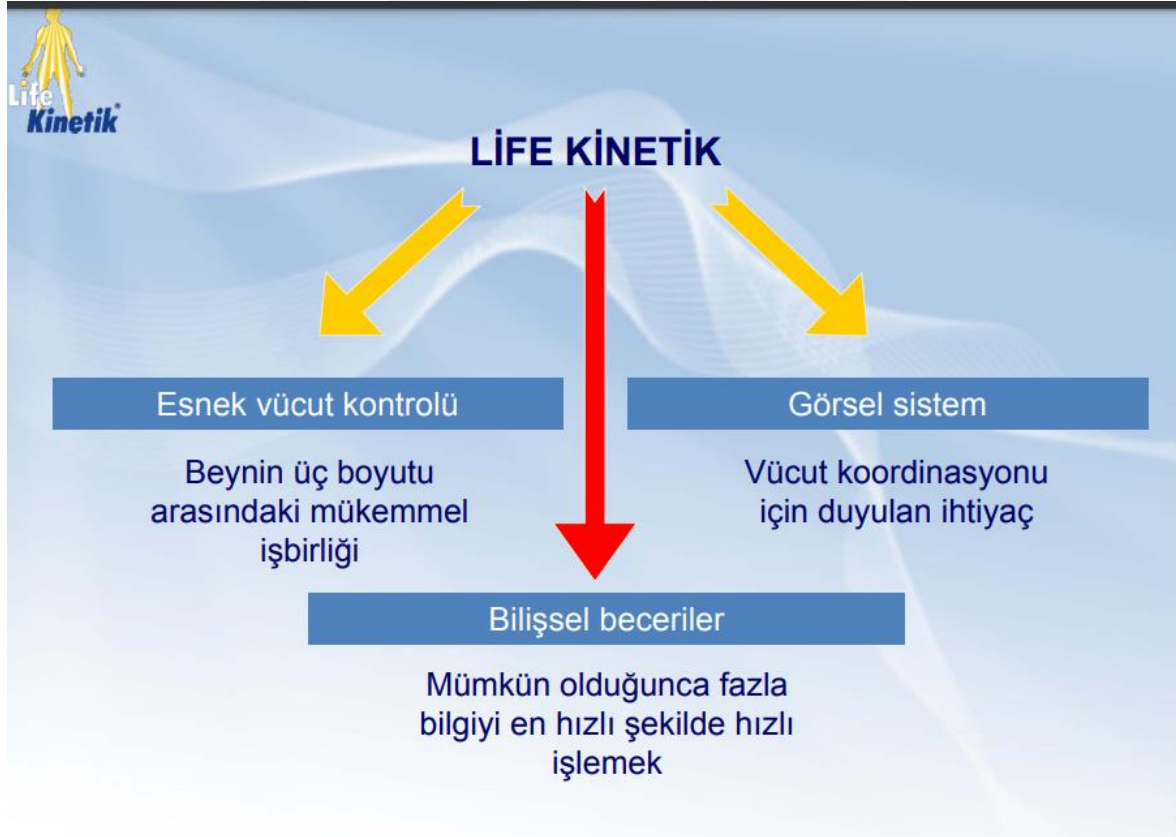 Life
Kinetik®
LİFE KİNETİK
Esnek vücut kontrolü
Beynin üç boyutu
arasındaki mükemmel
işbirliği
Görsel sistem
Vücut koordinasyonu
için duyulan ihtiyaç
Bilişsel beceriler
Mümkün olduğunca fazla
bilgiyi en hızlı şekilde hızlı
işlemek